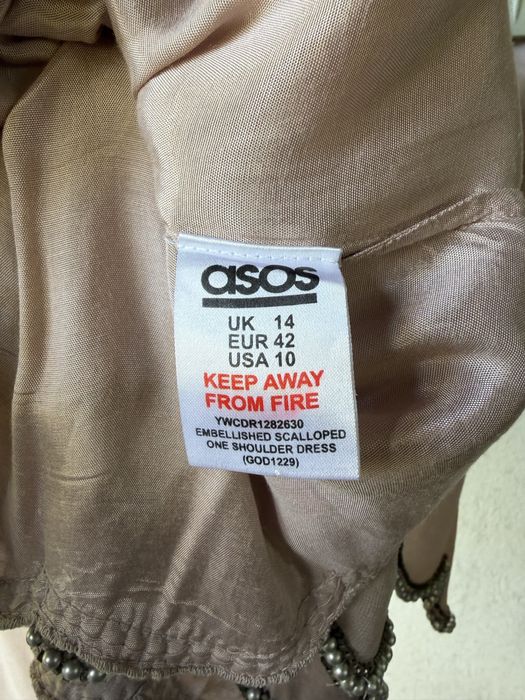 asos
UK 14
EUR 42
USA 10
KEEP AWAY
FROM FIRE
YWCDR1282630
EMBELLISHED SCALLOPED
ONE SHOULDER DRESS
(GOD1229)